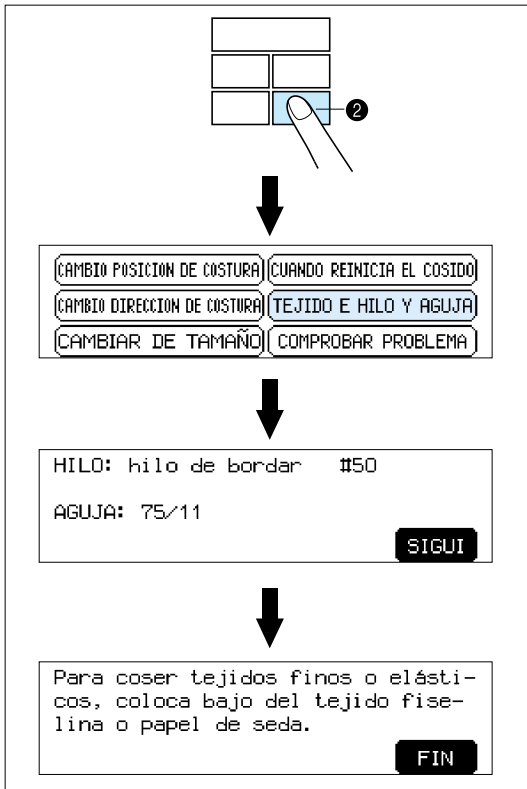 2
CAMBIO POSICION DE COSTURA CUANDO REINICIA EL COSIDO
CAMBIO DIRECCION DE COSTURA TEJIDO E HILO Y AGUJA
CAMBIAR DE TAMAÑO COMPROBAR PROBLEMA
HILO: hilo de bordar #50
AGUJA: 75/11
SIGUI
Para coser tejidos finos o elásti-
cos, coloca bajo del tejido fise-
lina o papel de seda.
FIN